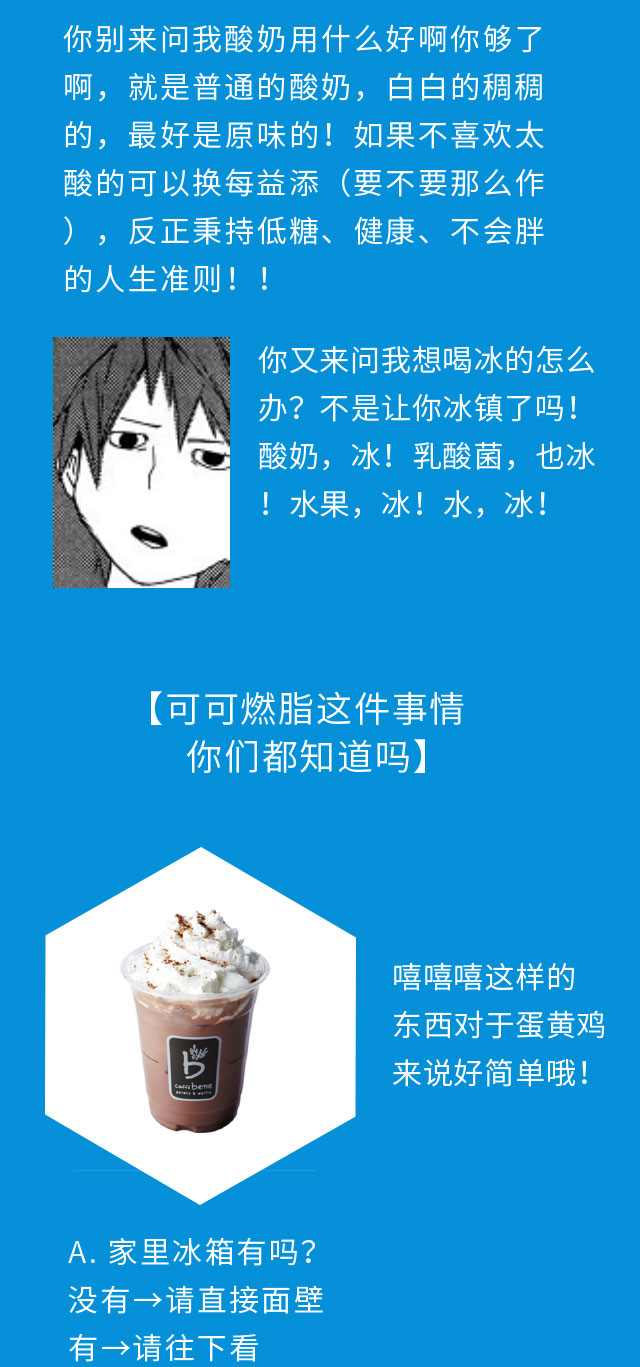 你别来问我酸奶用什么好啊你够了
啊，就是普通的酸奶，白白的稠稠
的，最好是原味的！如果不喜欢太
酸的可以换每益添（要不要那么作
），反正秉持低糖、健康、不会胖
的人生准则！！
你又来问我想喝冰的怎么
办？不是让你冰镇了吗！
酸奶，冰！乳酸菌，也冰
！水果，冰！水，冰！
【可可燃脂这件事情
你们都知道吗】
b
caffé bene
gelato & waffle
嘻嘻嘻这样的
东西对于蛋黄鸡
来说好简单哦！
A. 家里冰箱有吗？
没有→请直接面壁
有→请往下看